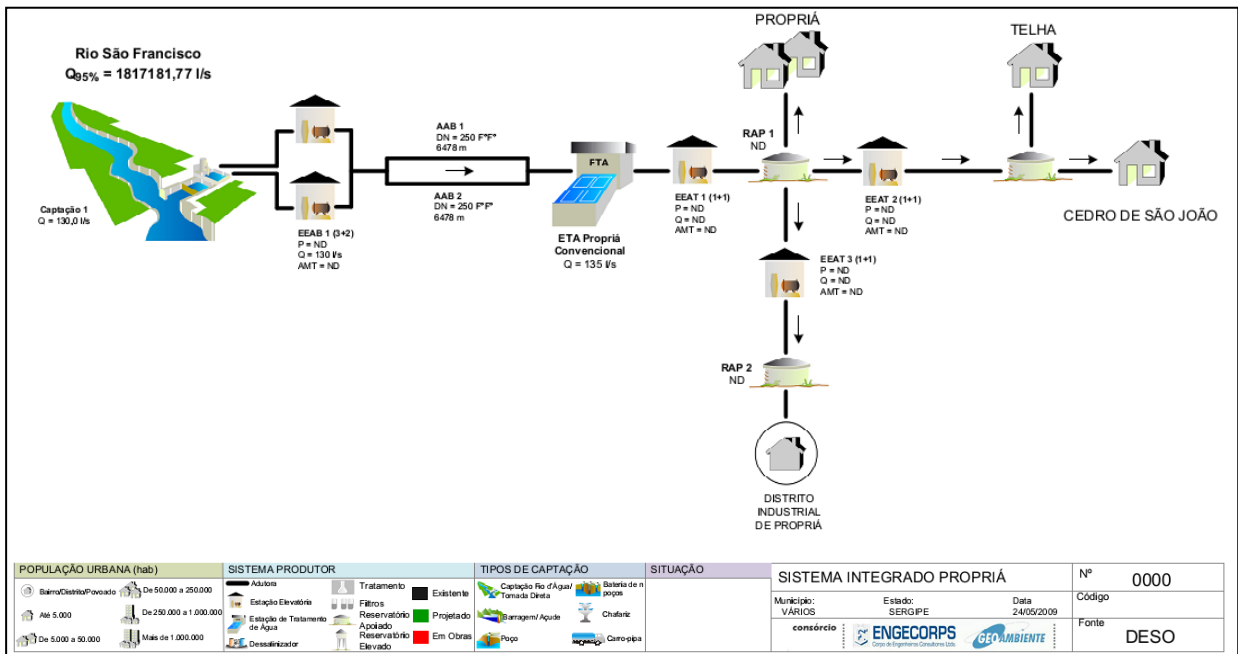 Rio São Francisco
Q95% = 1817181,77 l/s
Captação 1
Q = 130,0 l/s
EEAB 1 (3+2)
P = ND
Q = 130 l/s
AMT = ND
AAB 1
DN = 250 FºFº
6478 m
AAB 2
DN = 250 FºFº
6478 m
ETA
ETA Propriá
Convencional
Q = 135 l/s
EEAT 1 (1+1)
P = ND
Q = ND
AMT = ND
PROPRIÁ
RAP 1
ND
EEAT 2 (1+1)
P = ND
Q = ND
AMT = ND
TELHA
CEDRO DE SÃO JOÃO
EEAT 3 (1+1)
P = ND
Q = ND
AMT = ND
RAP 2
ND
DISTRITO
INDUSTRIAL
DE PROPRIÁ
POPULAÇÃO URBANA (hab)
Bairro/Distrito/Povoado
Até 5.000
De 5.000 a 50.000
De 50.000 a 250.000
De 250.000 a 1.000.000
Mais de 1.000.000
SISTEMA PRODUTOR
Adutora
Estação Elevatória
Estação de Tratamento
de Água
Dessalinizador
Tratamento
Filtros
Reservatório
Apoiado
Reservatório
Elevado
Existente
Projetado
Em Obras
TIPOS DE CAPTAÇÃO
Captação Rio d'Água/
Tomada Direta
Barragem/ Açude
Poço
Bateria de n
poços
Chafariz
Carro-pipa
SITUAÇÃO
SISTEMA INTEGRADO PROPRIÁ
Município:
VÁRIOS
Estado:
SERGIPE
Data
24/05/2009
consórcio
ENGECORPS
Corpo de Engenheiros Consultores Ltda.
GEOAMBIENTE
Nº
0000
Código
Fonte
DESO